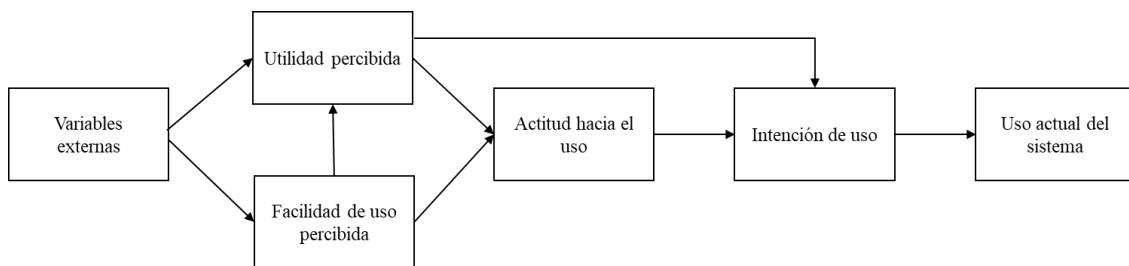 Utilidad percibida
Variables
externas
Actitud hacia el
uso
Intención de uso
Uso actual del
sistema
Facilidad de uso
percibida